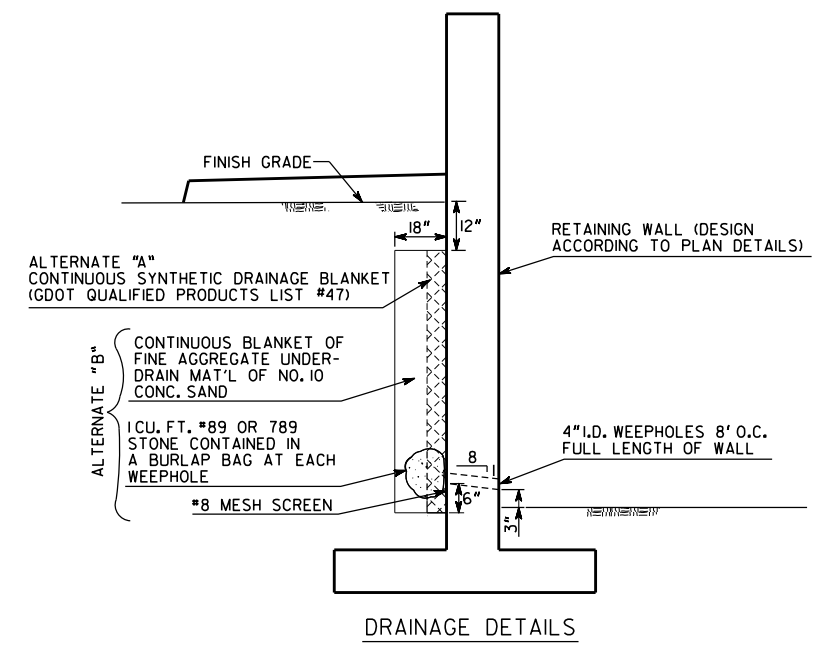 FINISH GRADE
18"
12"
RETAINING WALL (DESIGN
ACCORDING TO PLAN DETAILS)
ALTERNATE "A"
CONTINUOUS SYNTHETIC DRAINAGE BLANKET
(GDOT QUALIFIED PRODUCTS LIST #47)
ALTERNATE "B"
CONTINUOUS BLANKET OF
FINE AGGREGATE UNDER-
DRAIN MAT'L OF NO. 10
CONC. SAND
1 CU. FT. #89 OR 789
STONE CONTAINED IN
A BURLAP BAG AT EACH
WEEPHOLE
#8 MESH SCREEN
8
1
6"
4" I.D. WEEPHOLES 8' O.C.
FULL LENGTH OF WALL
3"
DRAINAGE DETAILS